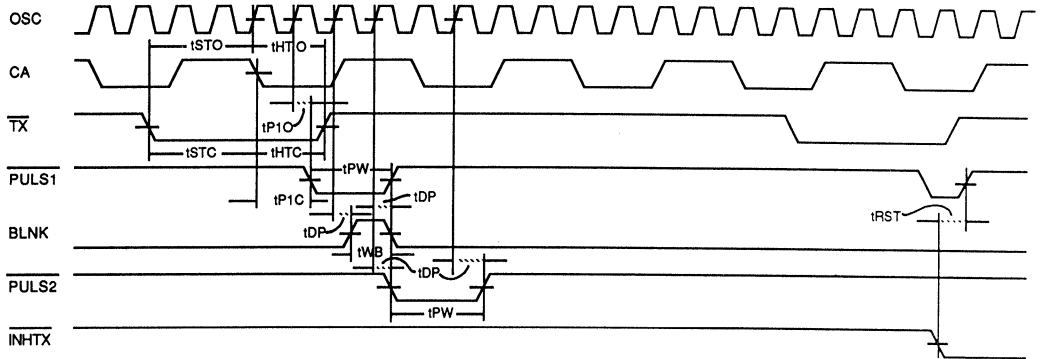 OSC
tSTO tHTO
CA
tP1O
TX
tSTC tHTC
tPW
PULS1
tP1C tDP
tRST
tDP
BLNK
tWB
tDP
PULS2
tPW
INHTX